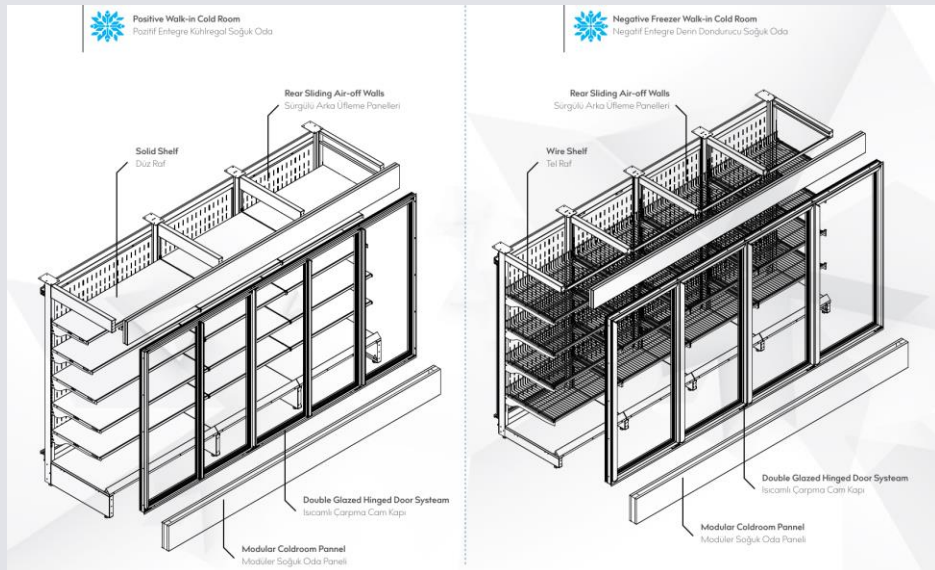 Positive Walk-in Cold Room
Pozitif Entegre Kühlregal Soğuk Oda
Rear Sliding Air-off Walls
Sürgülü Arka Üfleme Panelleri
Solid Shelf
Düz Raf
Double Glazed Hinged Door Systeam
Isıcamlı Çarpma Cam Kapı
Modular Coldroom Pannel
Modüler Soğuk Oda Paneli
Negative Freezer Walk-in Cold Room
Negatif Entegre Derin Dondurucu Soğuk Oda
Rear Sliding Air-off Walls
Sürgülü Arka Üfleme Panelleri
Wire Shelf
Tel Raf
Double Glazed Hinged Door Systeam
Isıcamlı Çarpma Cam Kapı
Modular Coldroom Pannel
Modüler Soğuk Oda Paneli